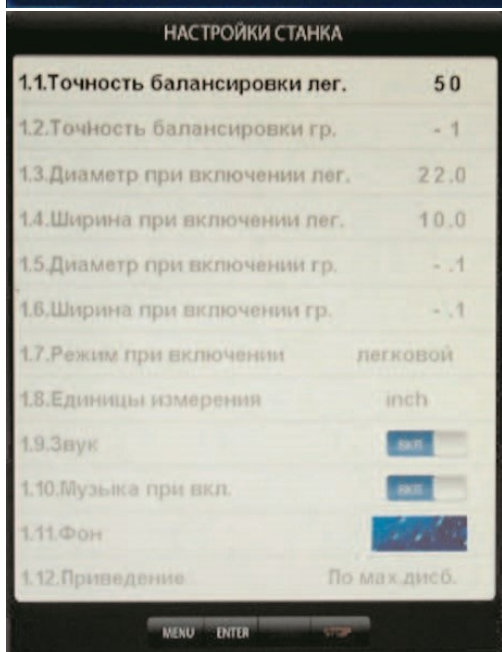 НАСТРОЙКИ СТАНКА
1.1.Точность балансировки лег. 50
1.2.Точность балансировки гр. - 1
1.3.Диаметр при включении лег. 22.0
1.4.Ширина при включении лег. 10.0
1.5.Диаметр при включении гр. - .1
1.6.Ширина при включении гр. - .1
1.7.Режим при включении легковой
1.8.Единицы измерения inch
1.9.Звук вкл
1.10.Музыка при вкл. вкл
1.11.Фон
1.12.Приведение По мах.дисб.
MENU ENTER STOP